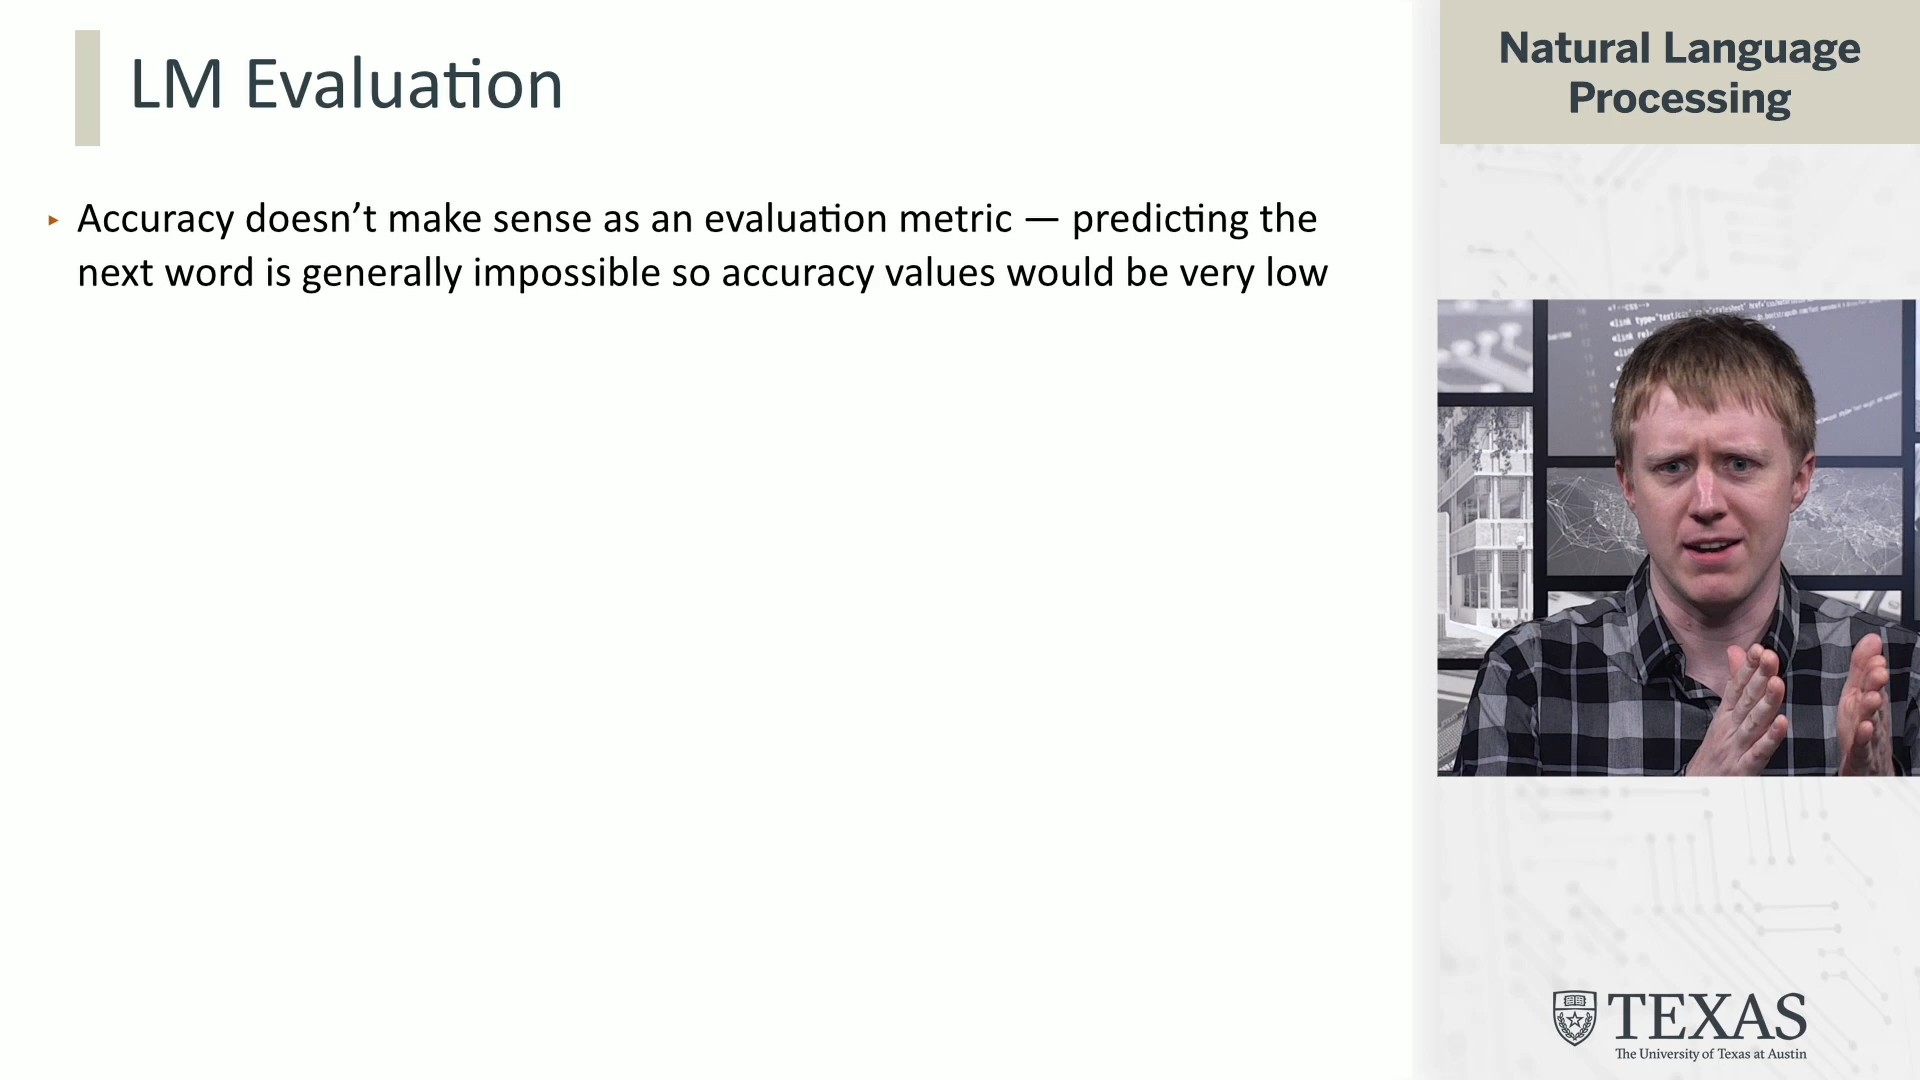 LM Evaluation
‣ Accuracy doesn’t make sense as an evaluation metric — predicting the
next word is generally impossible so accuracy values would be very low
Natural Language
Processing
TEXAS
The University of Texas at Austin